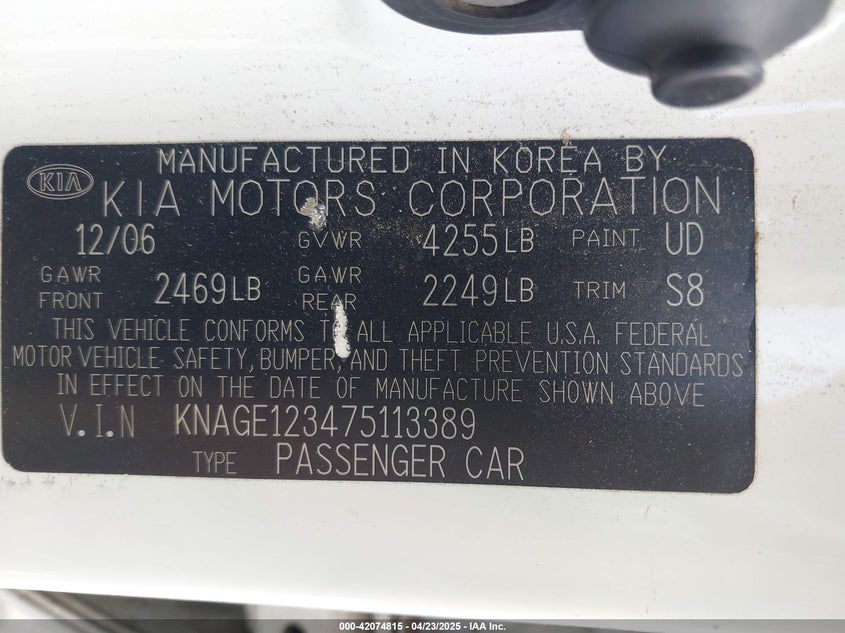 MANUFACTURED IN KOREA BY
KIA KIA MOTORS CORPORATION
12/06 GVWR 4255LB PAINT UD
GAWR FRONT 2469LB GAWR REAR 2249LB TRIM S8
THIS VEHICLE CONFORMS TO ALL APPLICABLE U.S.A. FEDERAL
MOTOR VEHICLE SAFETY, BUMPER, AND THEFT PREVENTION STANDARDS
IN EFFECT ON THE DATE OF MANUFACTURE SHOWN ABOVE
V.I.N KNAGE123475113389
TYPE PASSENGER CAR
000-42074815 - 04/23/2025 - IAA Inc.